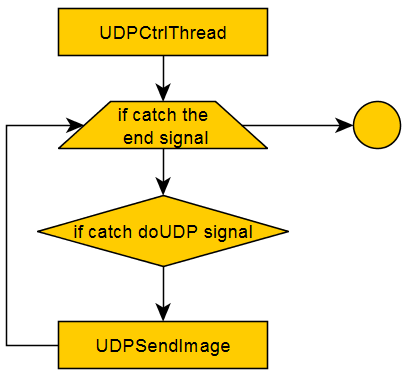 UDPCtrlThread
if catch the
end signal
if catch doUDP signal
UDPSendImage